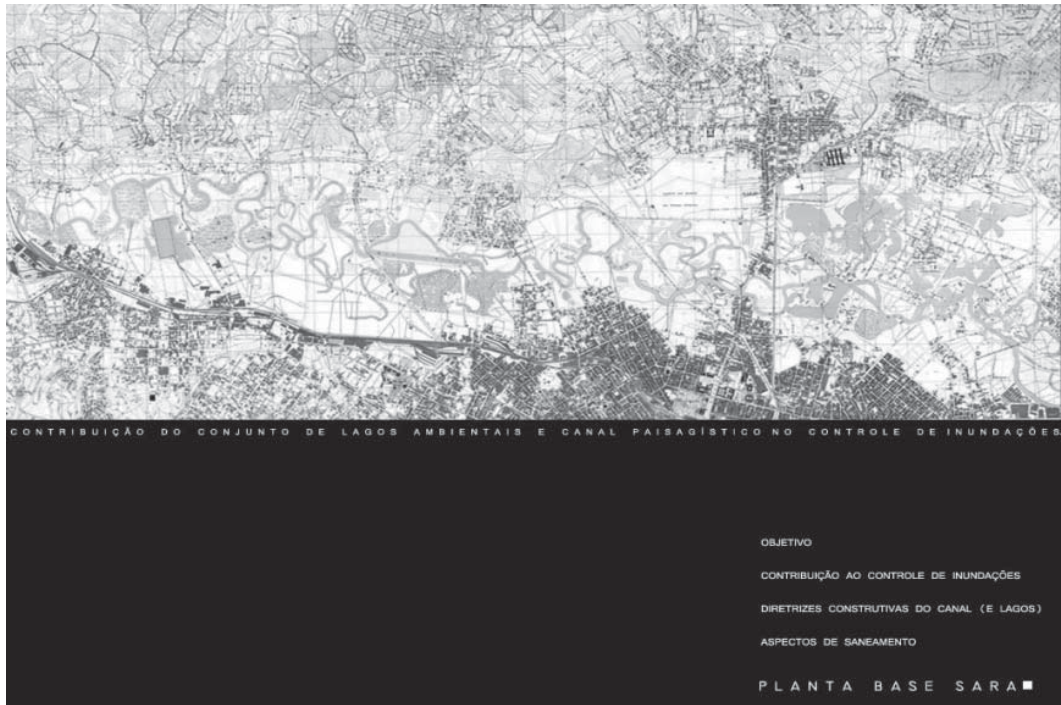 CONTRIBUIÇÃO DO CONJUNTO DE LAGOS AMBIENTAIS E CANAL PAISAGÍSTICO NO CONTROLE DE INUNDAÇÕES
OBJETIVO
CONTRIBUIÇÃO AO CONTROLE DE INUNDAÇÕES
DIRETRIZES CONSTRUTIVAS DO CANAL (E LAGOS)
ASPECTOS DE SANEAMENTO
PLANTA BASE SARA